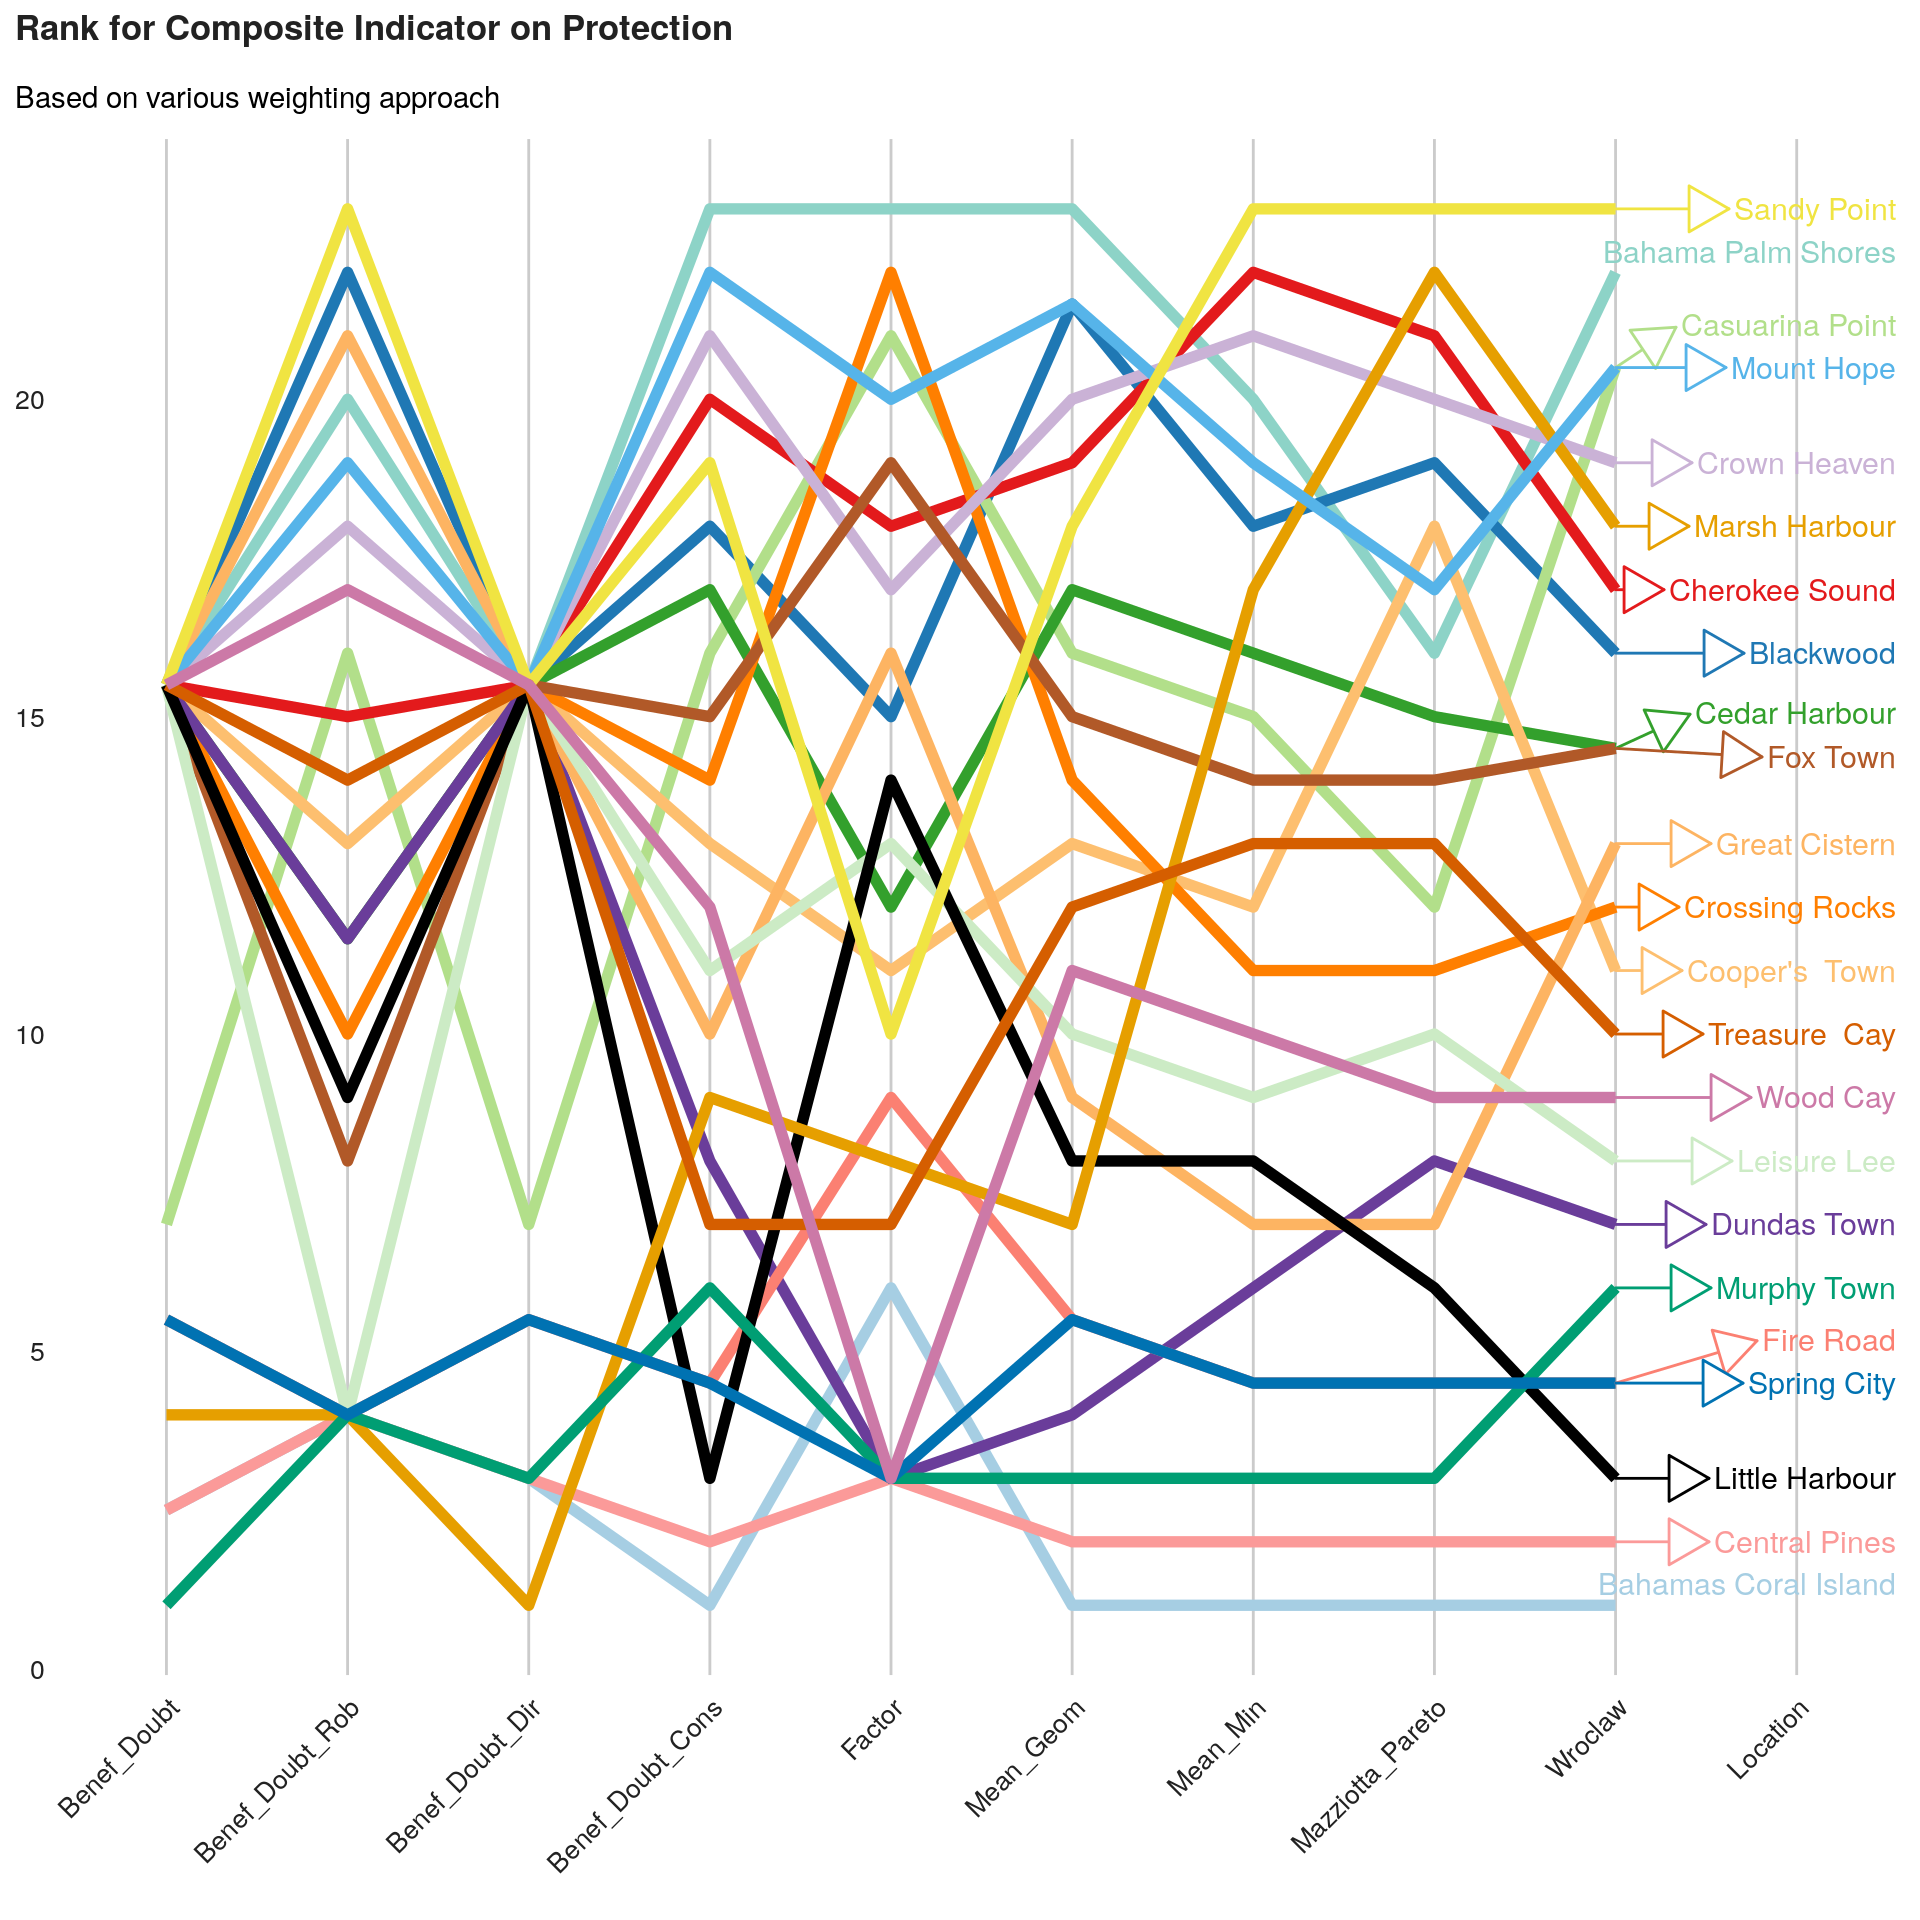 Rank for Composite Indicator on Protection
Based on various weighting approach
Sandy Point
Bahama Palm Shores
Casuarina Point
Mount Hope
20
Crown Heaven
Marsh Harbour
Cherokee Sound
Blackwood
15
Cedar Harbour
Fox Town
Great Cistern
Crossing Rocks
Cooper's  Town
10
Treasure  Cay
Wood Cay
Leisure Lee
Dundas Town
Murphy Town
5
Fire Road
Spring City
Little Harbour
Central Pines
Bahamas Coral Island
0
Benef_Doubt
Benef_Doubt_Rob
Benef_Doubt_Dir
Benef_Doubt_Cons
Factor
Mean_Geom
Mean_Min
Mazziotta_Pareto
Wroclaw
Location